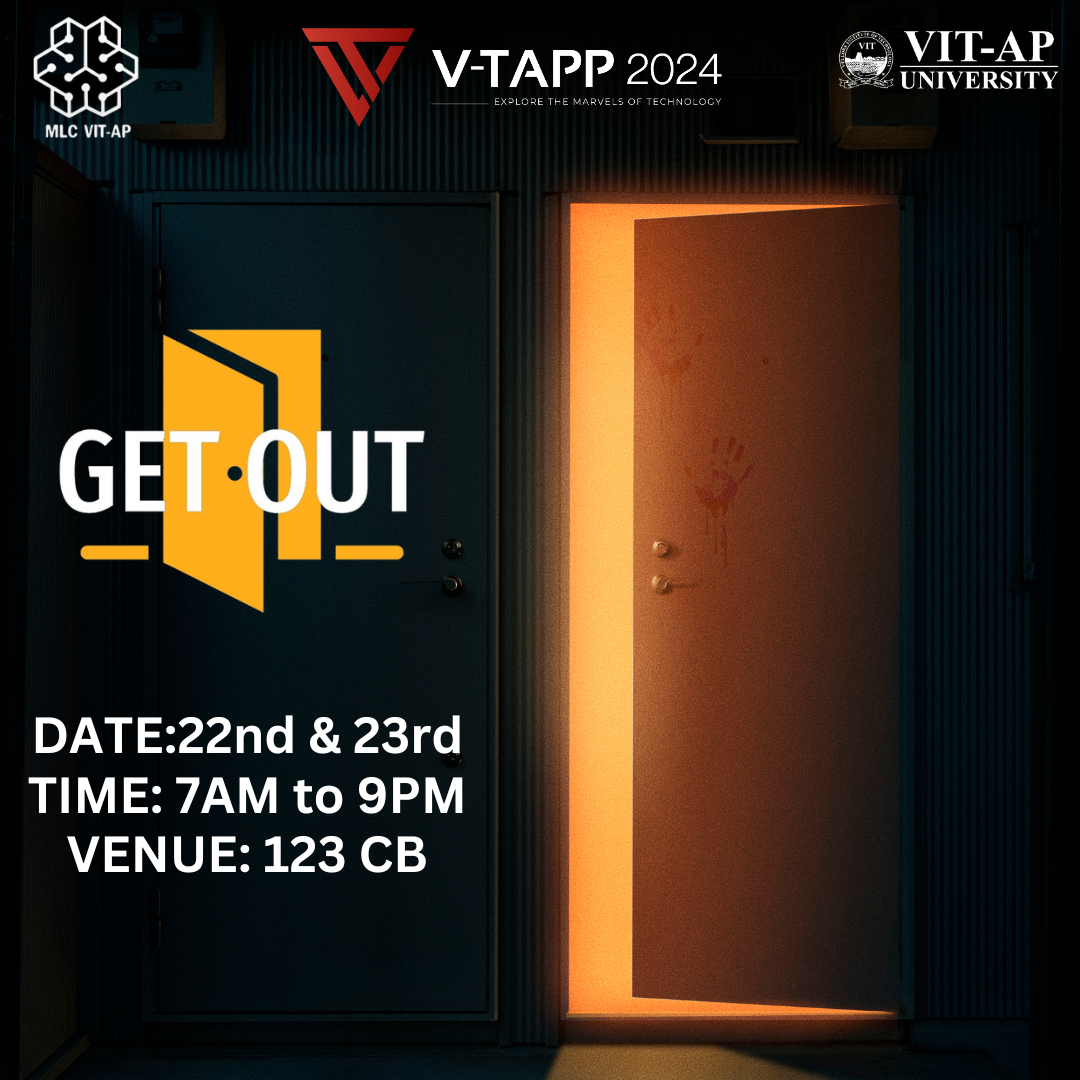 MLC VIT-AP
V-TAPP 2024
EXPLORE THE MARVELS OF TECHNOLOGY
VIT
VIT-AP
UNIVERSITY
GET·OUT
DATE:22nd & 23rd
TIME: 7AM to 9PM
VENUE: 123 CB